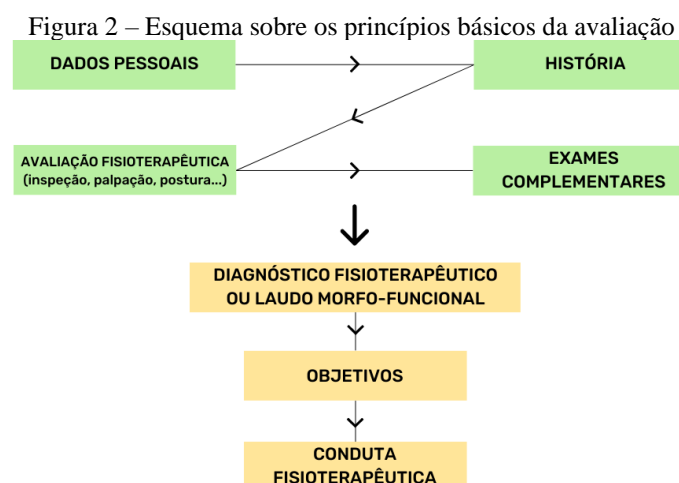 Figura 2 – Esquema sobre os princípios básicos da avaliação
DADOS PESSOAIS
HISTÓRIA
AVALIAÇÃO FISIOTERAPÊUTICA
(inspeção, palpação, postura...)
EXAMES
COMPLEMENTARES
DIAGNÓSTICO FISIOTERAPÊUTICO
OU LAUDO MORFO-FUNCIONAL
OBJETIVOS
CONDUTA
FISIOTERAPÊUTICA